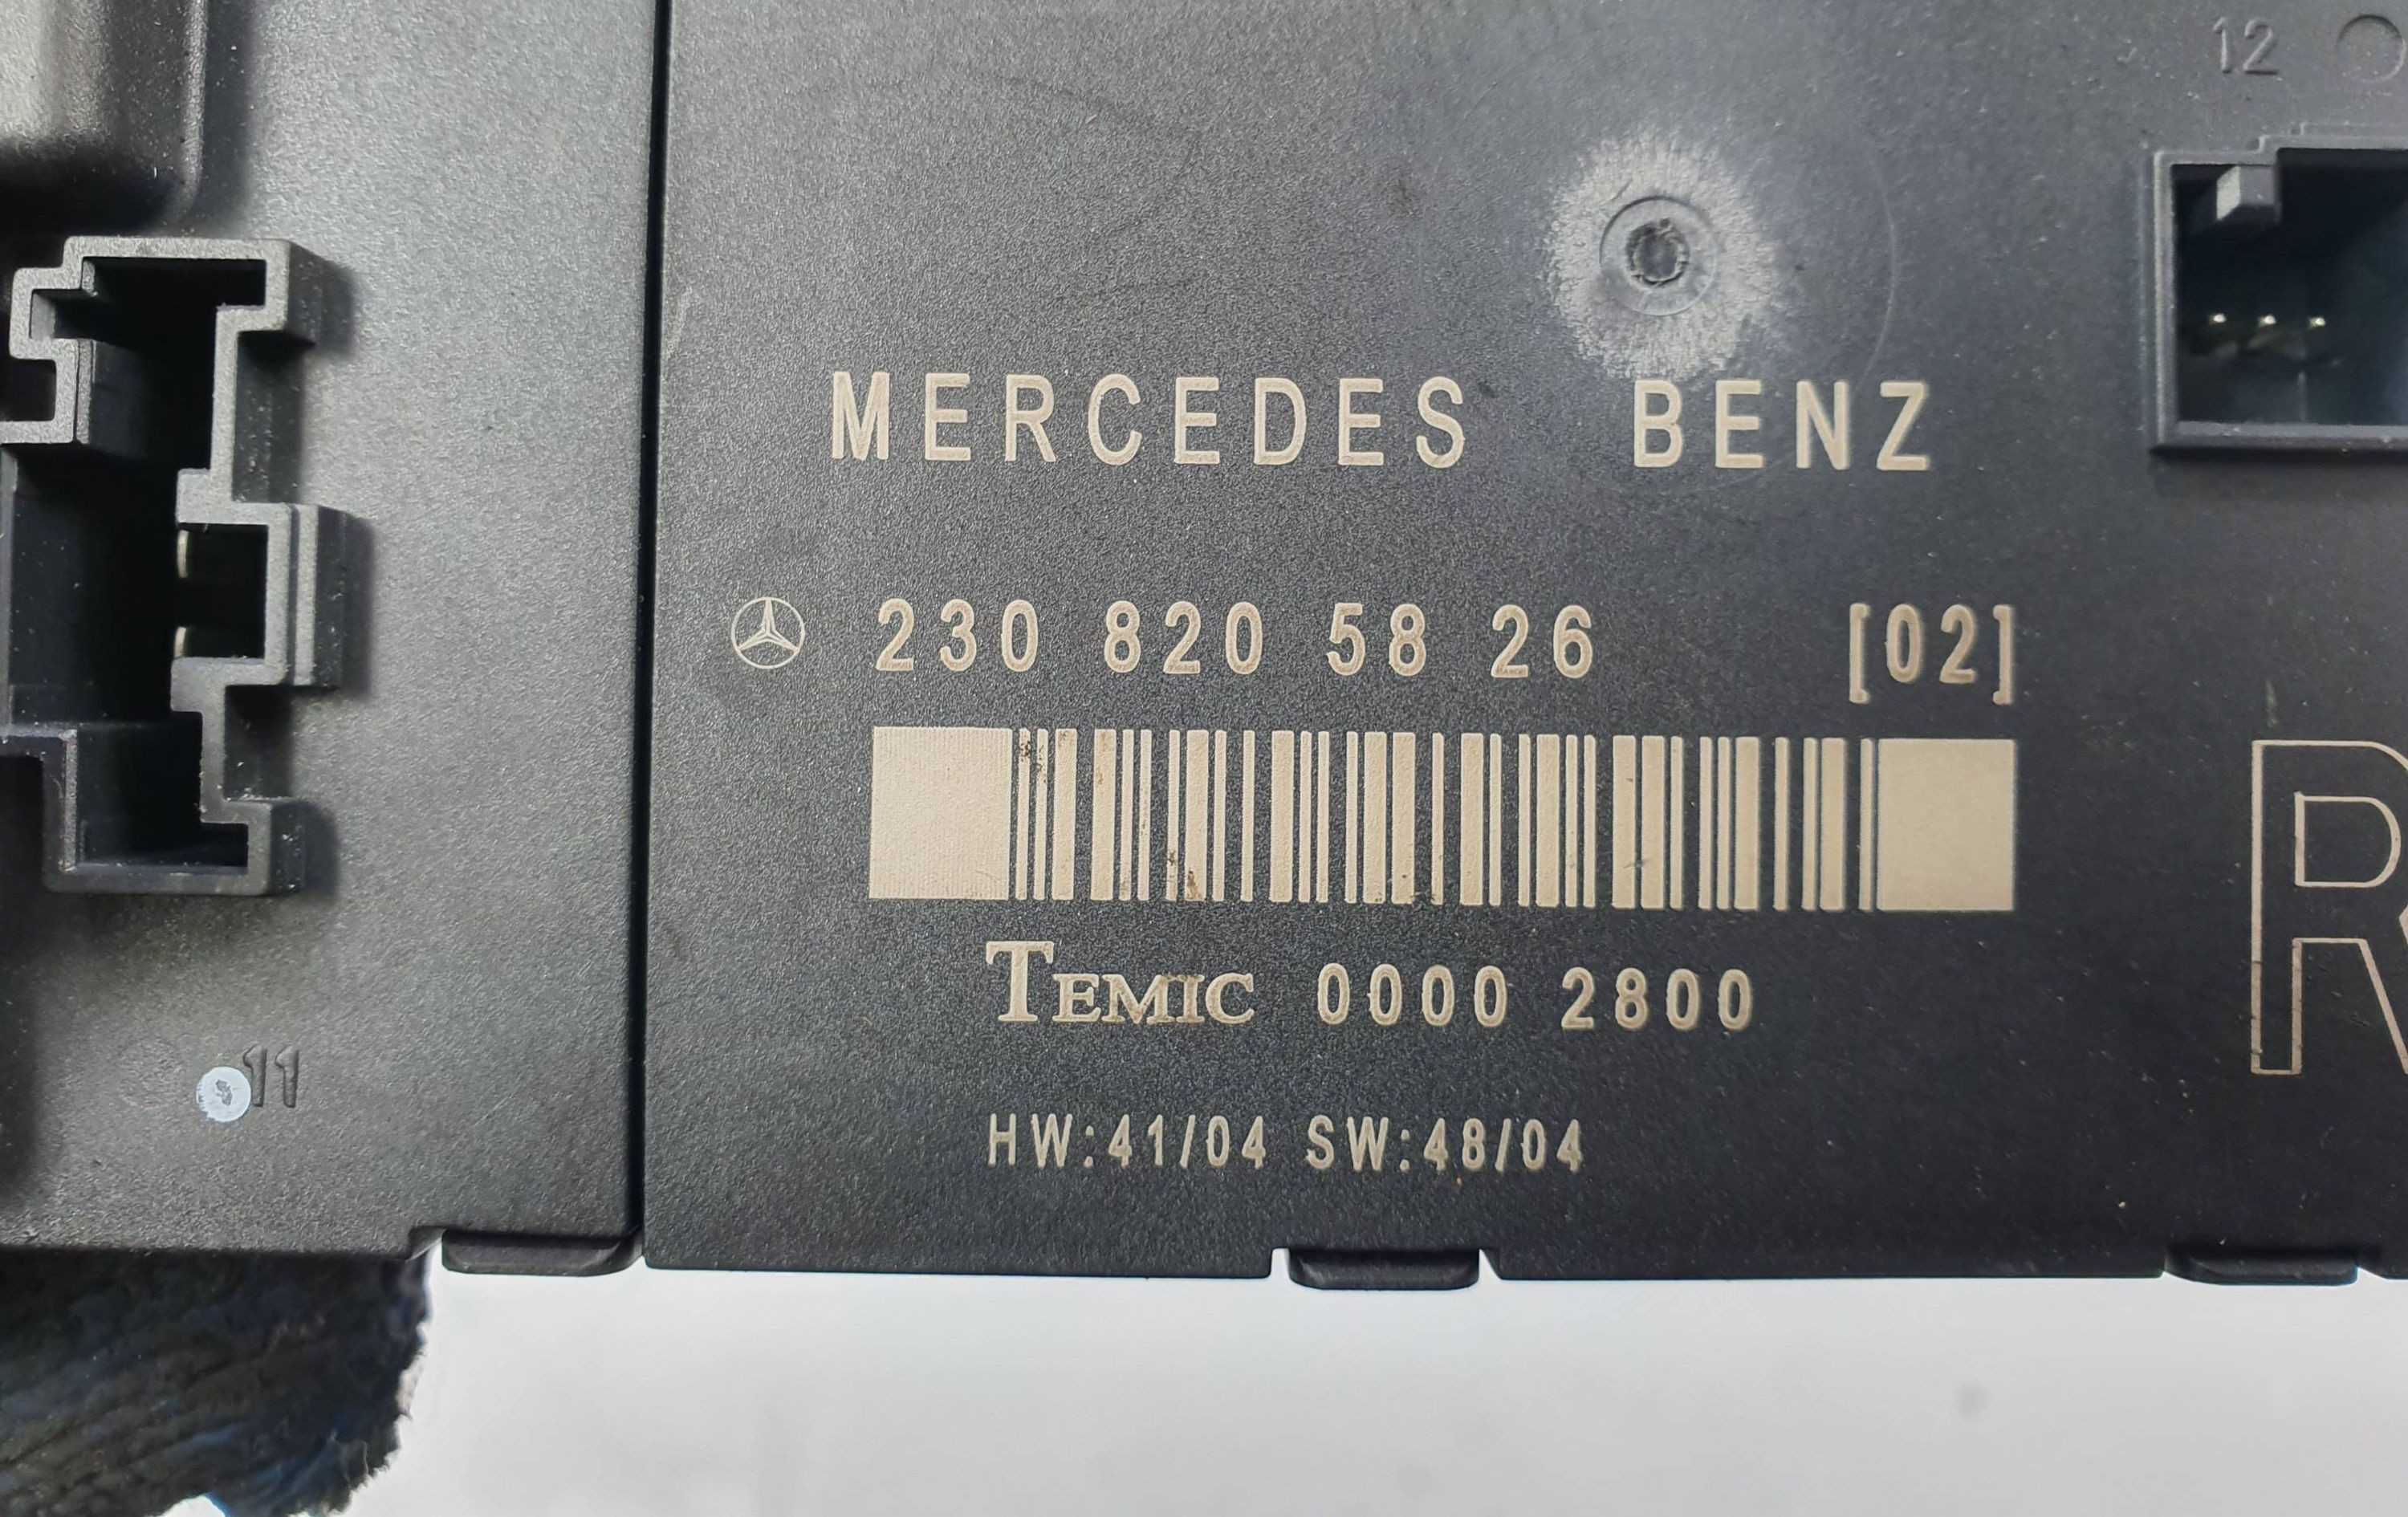 12
MERCEDES BENZ
230 820 58 26 [02]
R
TEMIC 0000 2800
11
HW:41/04 SW:48/04